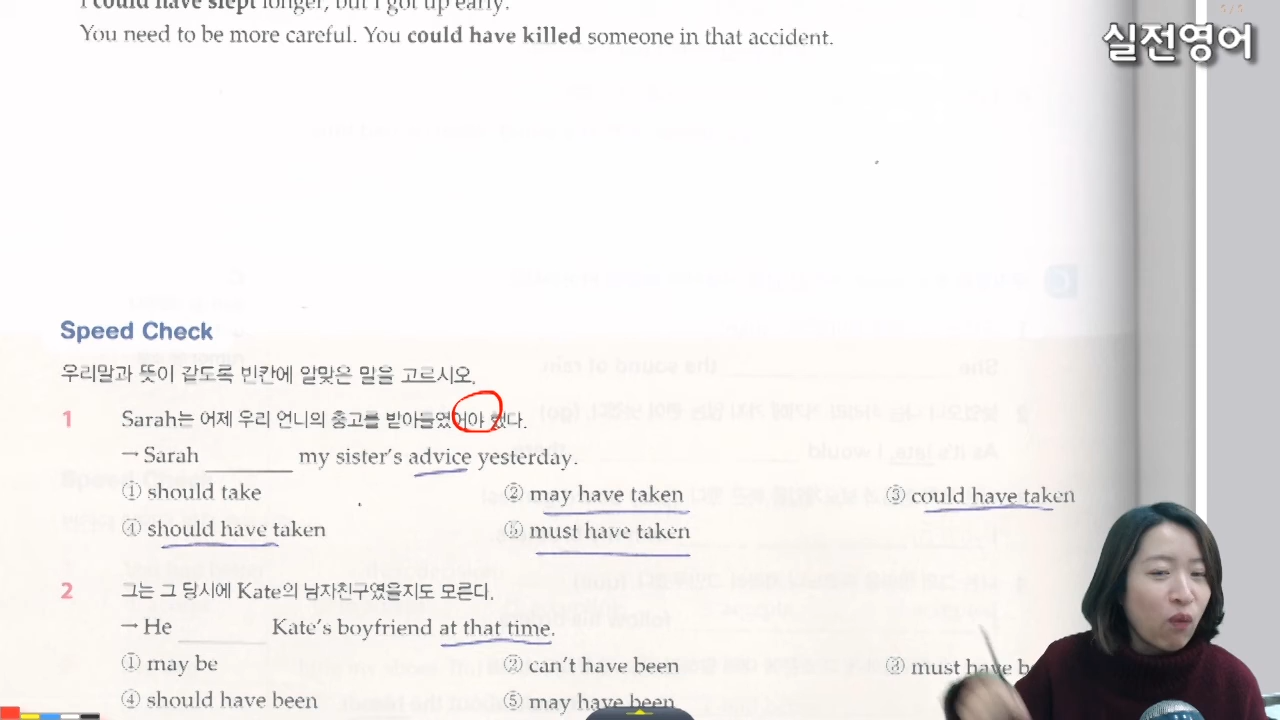 I could have slept longer, but I got up early.
You need to be more careful. You could have killed someone in that accident.
실전영어
Speed Check
우리말과 뜻이 같도록 빈칸에 알맞은 말을 고르시오.
1 Sarah는 어제 우리 언니의 충고를 받아들였어야 했다.
→ Sarah ________ my sister's advice yesterday.
① should take ② may have taken ③ could have taken
④ should have taken ⑤ must have taken
2 그는 그 당시에 Kate의 남자친구였을지도 모른다.
→ He ________ Kate's boyfriend at that time.
① may be ② can't have been ③ must have b
④ should have been ⑤ may have been